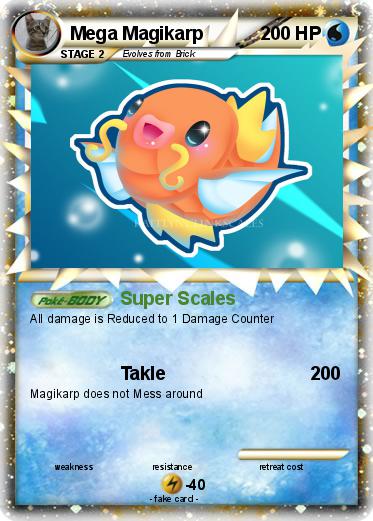 Mega Magikarp 200 HP
STAGE 2 Evolves from Brick
Poké-BODY Super Scales
All damage is Reduced to 1 Damage Counter
Takle 200
Magikarp does not Mess around
weakness resistance retreat cost
-40
- fake card -